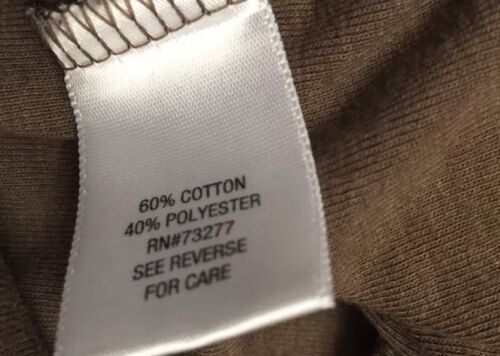 60% COTTON
40% POLYESTER
RN#73277
SEE REVERSE
FOR CARE